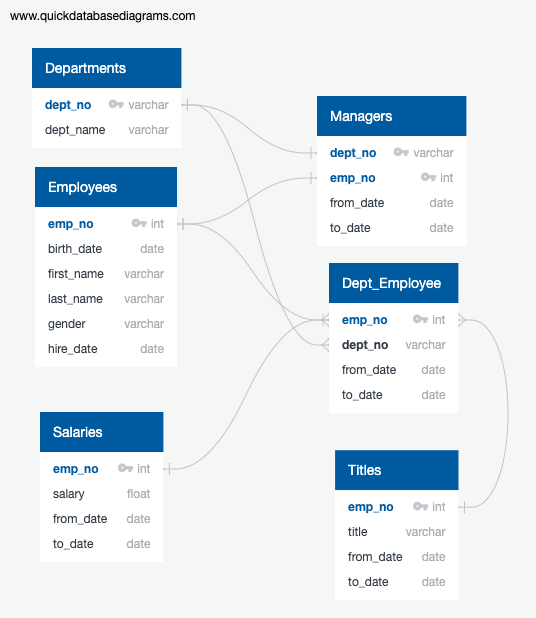 www.quickdatabasediagrams.com
Departments
dept_no varchar
dept_name varchar
Employees
emp_no int
birth_date date
first_name varchar
last_name varchar
gender varchar
hire_date date
Salaries
emp_no int
salary float
from_date date
to_date date
Managers
dept_no varchar
emp_no int
from_date date
to_date date
Dept_Employee
emp_no int
dept_no varchar
from_date date
to_date date
Titles
emp_no int
title varchar
from_date date
to_date date